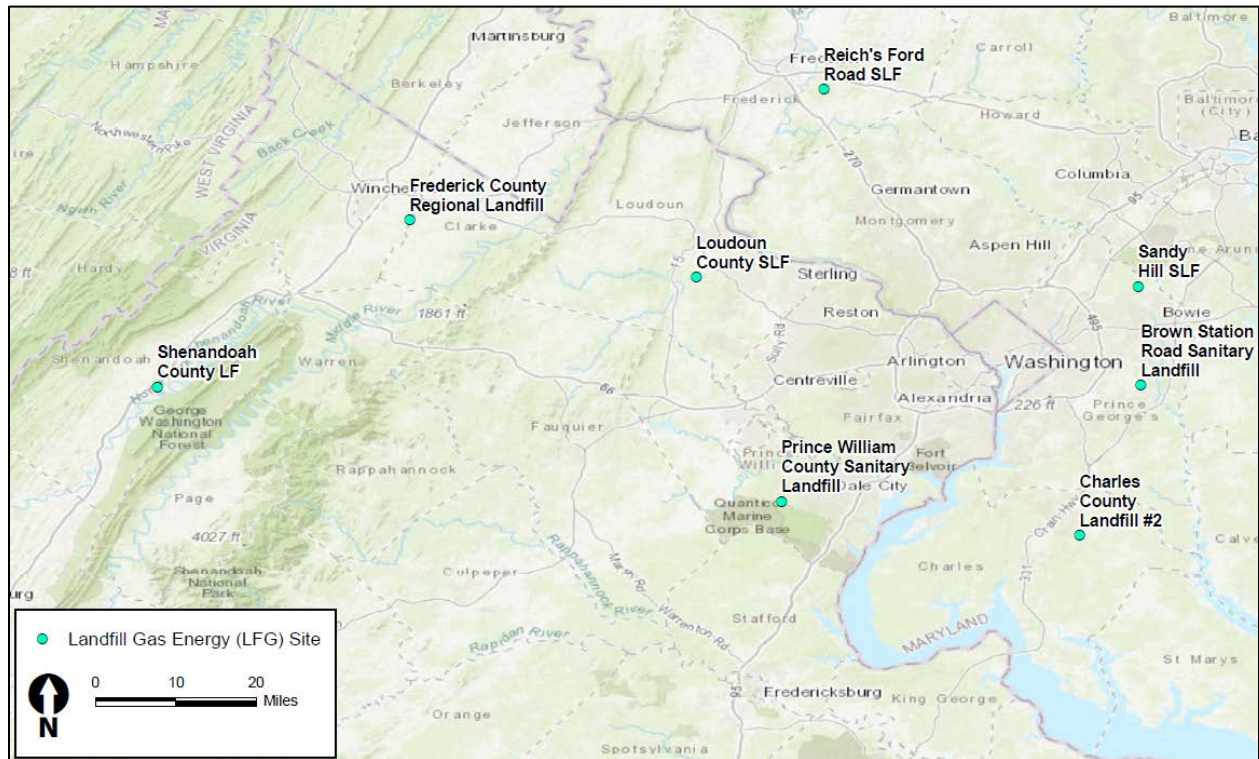 Martinsburg
Baltimore
Hampshire
Carroll
Reich's Ford
Road SLF
Berkeley
Frederick
Jefferson
Howard
Northwestern Pike
Back Creek
WEST VIRGINIA
VIRGINIA
Baltimore
(City)
270
Columbia
95
Frederick County
Regional Landfill
Germantown
Montgomery
Loudoun
Clarke
North River
Hardy
Loudoun
County SLF
15
Aspen Hill
Sandy
Hill SLF
Sterling
Reston
Sully Rd
495
Bowie
Middle River
1861 ft
Shenandoah
Shenandoah
County LF
Warren
Brown Station
Road Sanitary
Landfill
Arlington
Washington
Centreville
66
Alexandria
226 ft
Prince
George's
George
Washington
National
Forest
Fauquier
Fairfax
Rappahannock
Prince William
County Sanitary
Landfill
Fort
Belvoir
Dale City
Page
Quantico
Marine
Corps Base
Charles
County
Landfill #2
Crain Hwy
4027 ft
Shenandoah
National
Park
Culpeper
Rappahannock River
Marsh Rd
Warrenton Rd
301
Charles
Stafford
MARYLAND
Rapidan River
St Marys
95
Fredericksburg
King George
Orange
Spotsylvania
Landfill Gas Energy (LFG) Site
0 10 20
Miles
N